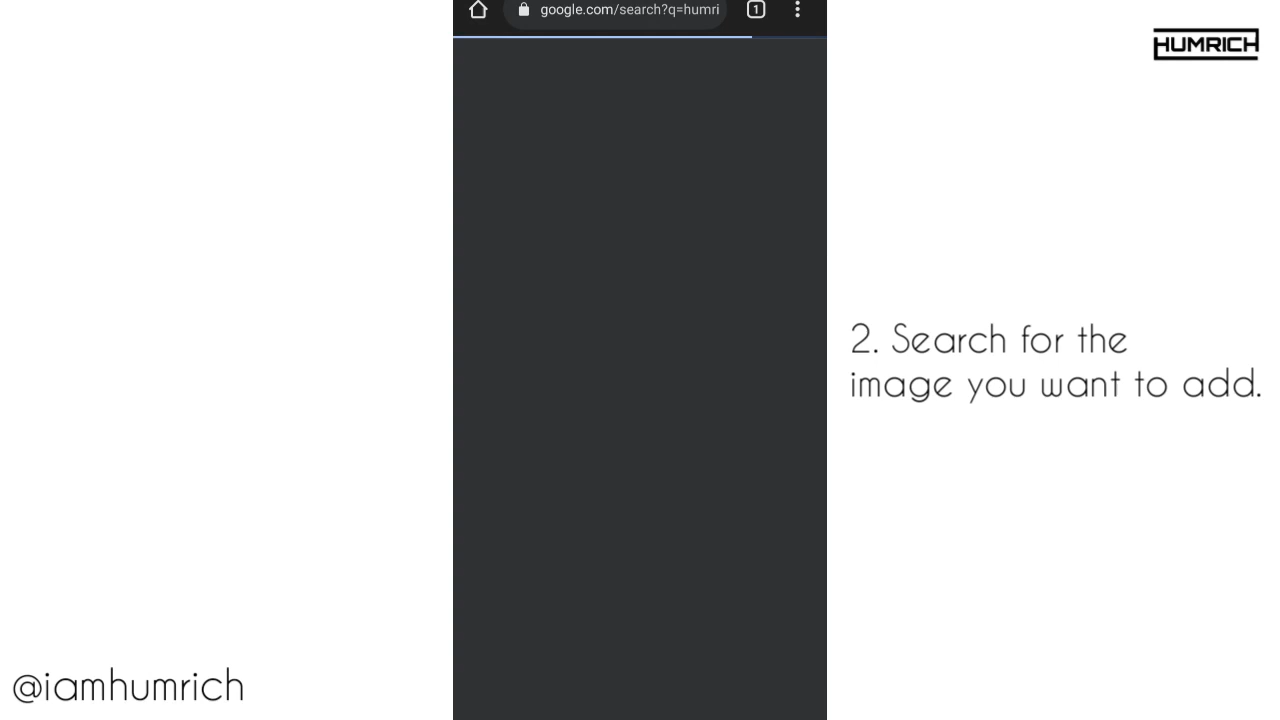 google.com/search?q=humri
1
HUMRICH
2. Search for the
image you want to add.
@iamhumrich